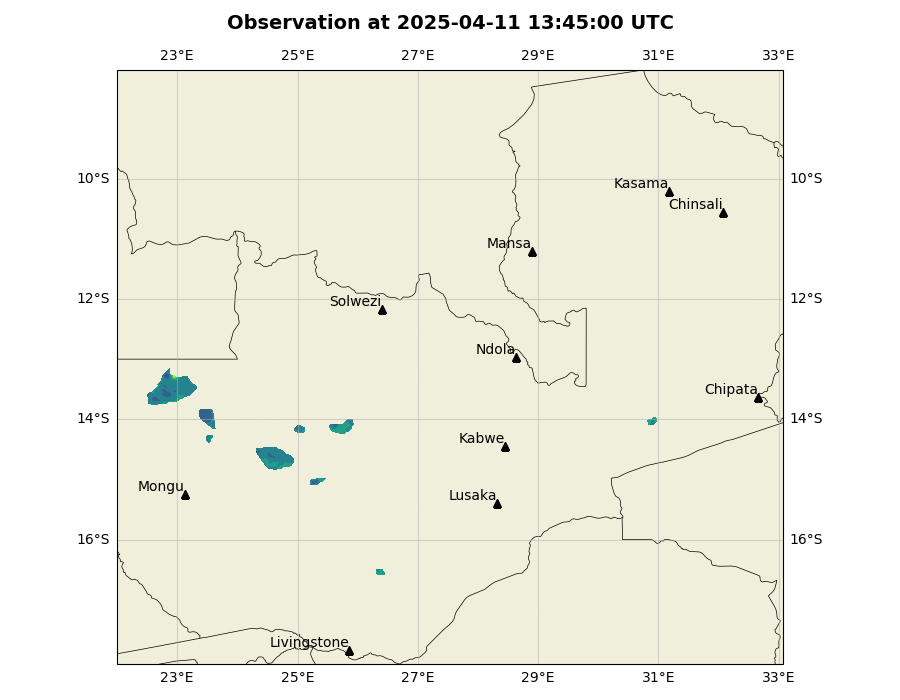 Observation at 2025-04-11 13:45:00 UTC
23°E 25°E 27°E 29°E 31°E 33°E
10°S 10°S
Kasama
Chinsali
Mansa
12°S 12°S
Solwezi
Ndola
Chipata
14°S 14°S
Kabwe
Mongu
Lusaka
16°S 16°S
Livingstone
23°E 25°E 27°E 29°E 31°E 33°E